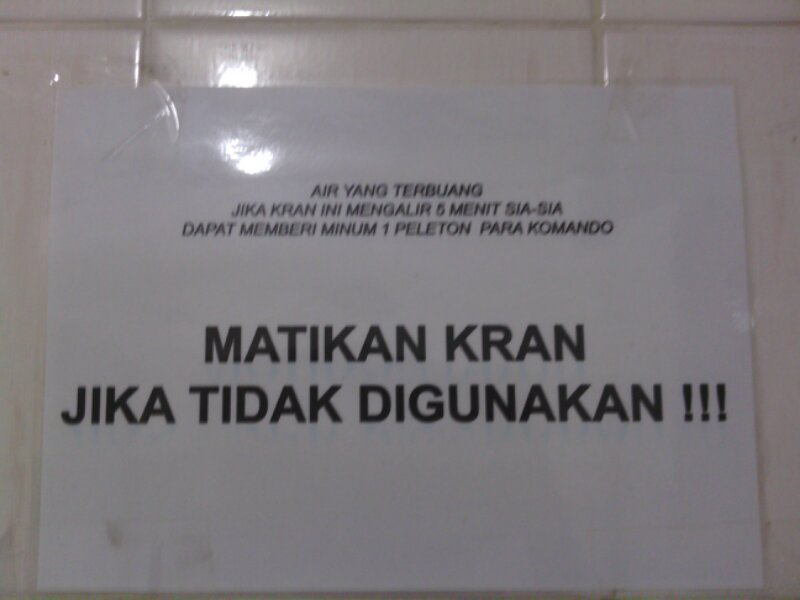 AIR YANG TERBUANG
JIKA KRAN INI MENGALIR 5 MENIT SIA-SIA
DAPAT MEMBERI MINUM 1 PELETON PARA KOMANDO
MATIKAN KRAN
JIKA TIDAK DIGUNAKAN !!!